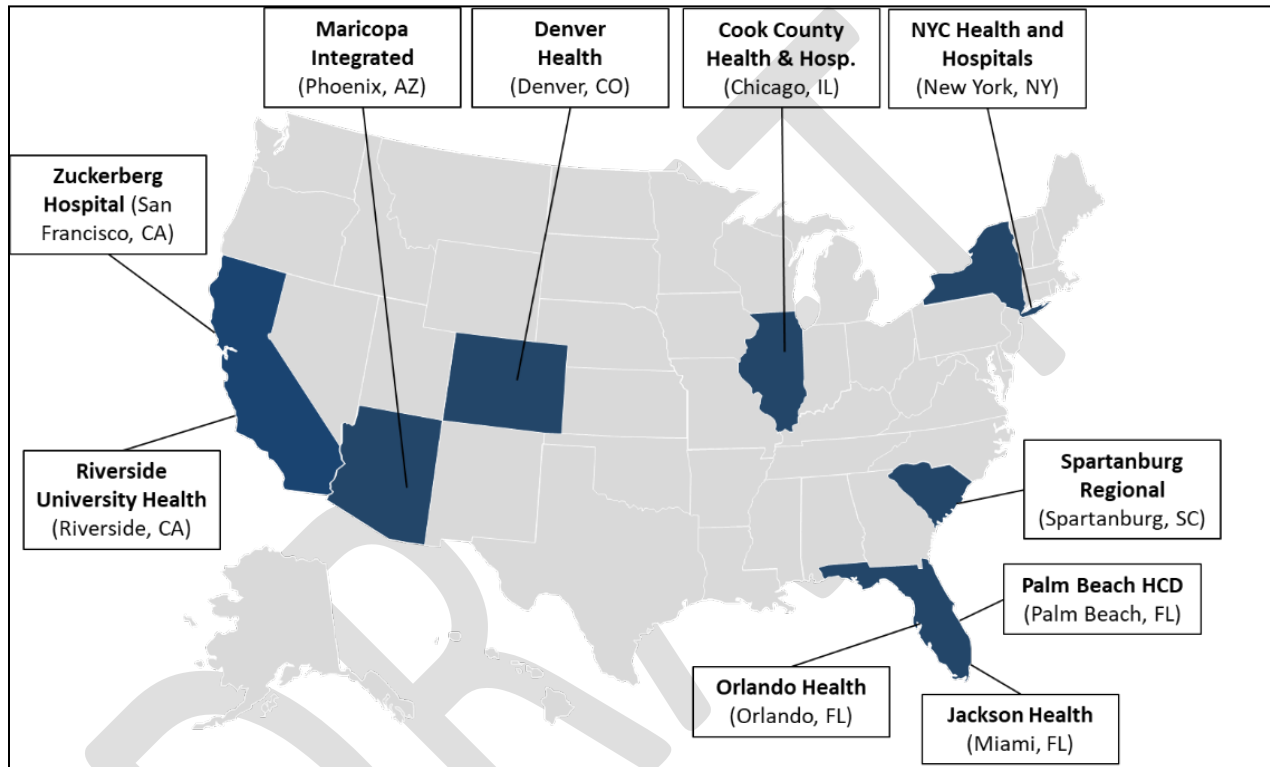 Maricopa
Integrated
(Phoenix, AZ)
Denver
Health
(Denver, CO)
Cook County
Health & Hosp.
(Chicago, IL)
NYC Health and
Hospitals
(New York, NY)
Zuckerberg
Hospital (San
Francisco, CA)
Riverside
University Health
(Riverside, CA)
Spartanburg
Regional
(Spartanburg, SC)
Palm Beach HCD
(Palm Beach, FL)
Orlando Health
(Orlando, FL)
Jackson Health
(Miami, FL)